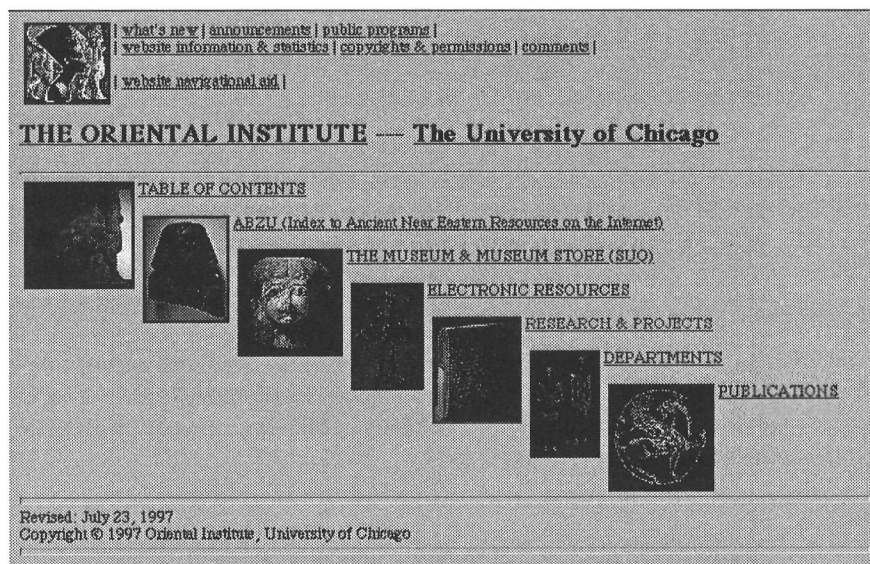 | what's new | announcements | public programs |
| website information & statistics | copyrights & permissions | comments |
| website navigational aid |
THE ORIENTAL INSTITUTE --- The University of Chicago
TABLE OF CONTENTS
ABZU (Index to Ancient Near Eastern Resources on the Internet)
THE MUSEUM & MUSEUM STORE (SUQ)
ELECTRONIC RESOURCES
RESEARCH & PROJECTS
DEPARTMENTS
PUBLICATIONS
Revised: July 23, 1997
Copyright © 1997 Oriental Institute, University of Chicago